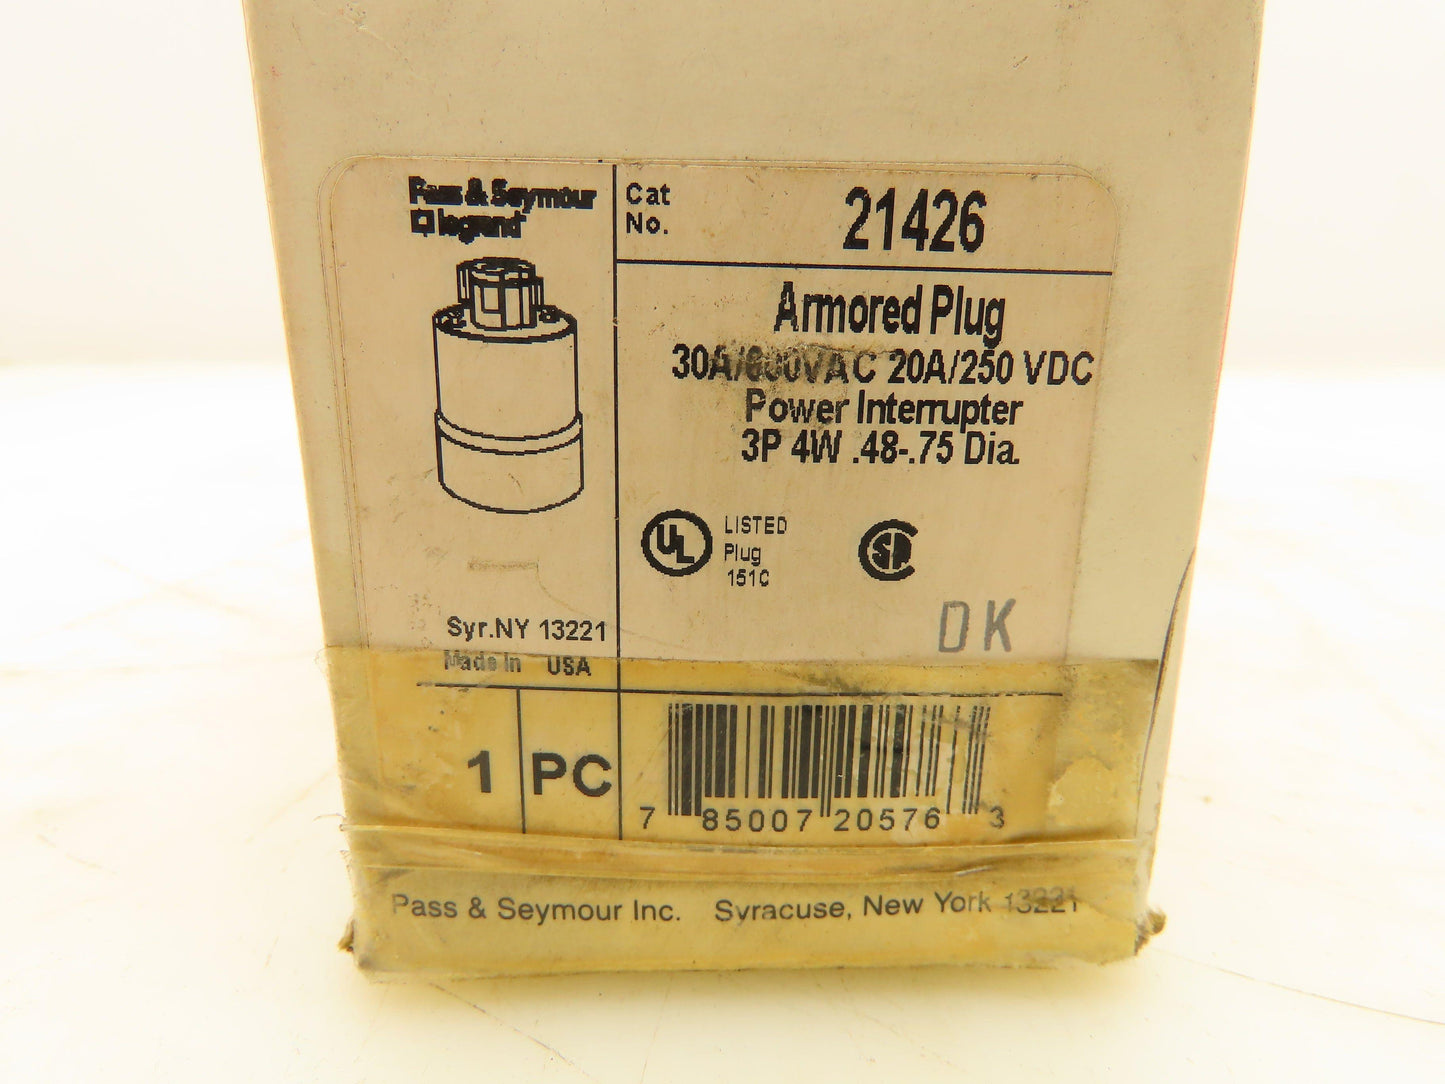 Pass & Seymour
legrand
Cat
No.
21426
Armored Plug
30A/600VAC 20A/250 VDC
Power Interrupter
3P 4W .48-.75 Dia.
UL
LISTED
Plug
151C
DK
Syr.NY 13221
Made In USA
1 PC
7 85007 20576 3
Pass & Seymour Inc. Syracuse, New York 13221